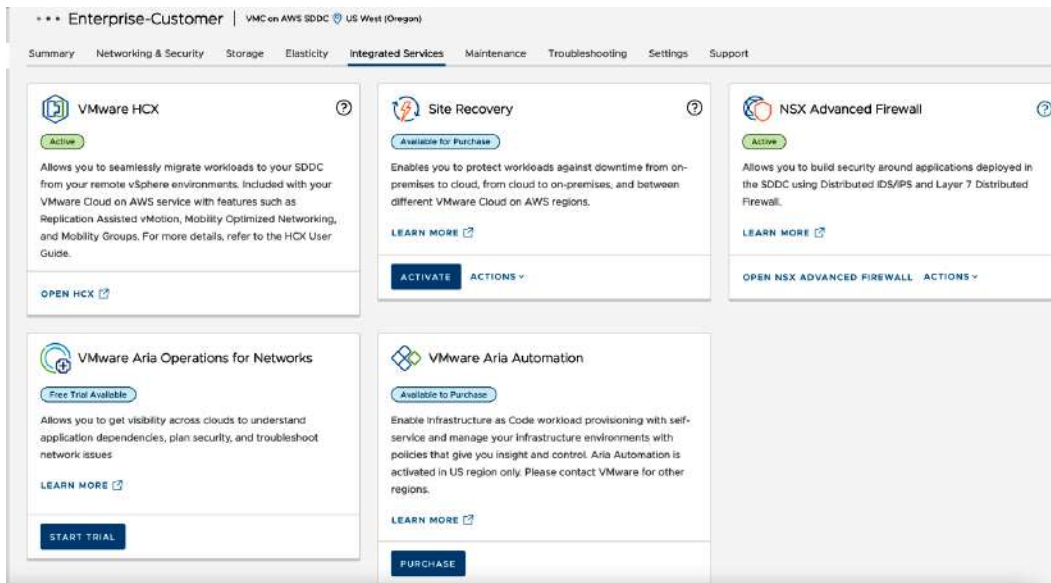 Enterprise-Customer | VMC on AWS SDDC US West (Oregon)
Summary Networking & Security Storage Elasticity Integrated Services Maintenance Troubleshooting Settings Support
VMware HCX
Active
Allows you to seamlessly migrate workloads to your SDDC
from your remote vSphere environments. Included with your
VMware Cloud on AWS service with features such as
Replication Assisted vMotion, Mobility Optimized Networking,
and Mobility Groups. For more details, refer to the HCX User
Guide.
OPEN HCX
Site Recovery
Available for Purchase
Enables you to protect workloads against downtime from on-
premises to cloud, from cloud to on-premises, and between
different VMware Cloud on AWS regions.
LEARN MORE
ACTIVATE ACTIONS
NSX Advanced Firewall
Active
Allows you to build security around applications deployed in
the SDDC using Distributed IDS/IPS and Layer 7 Distributed
Firewall.
LEARN MORE
OPEN NSX ADVANCED FIREWALL ACTIONS
VMware Aria Operations for Networks
Free Trial Available
Allows you to get visibility across clouds to understand
application dependencies, plan security, and troubleshoot
network issues
LEARN MORE
START TRIAL
VMware Aria Automation
Available to Purchase
Enable Infrastructure as Code workload provisioning with self-
service and manage your infrastructure environments with
policies that give you insight and control. Aria Automation is
activated in US region only. Please contact VMware for other
regions.
LEARN MORE
PURCHASE